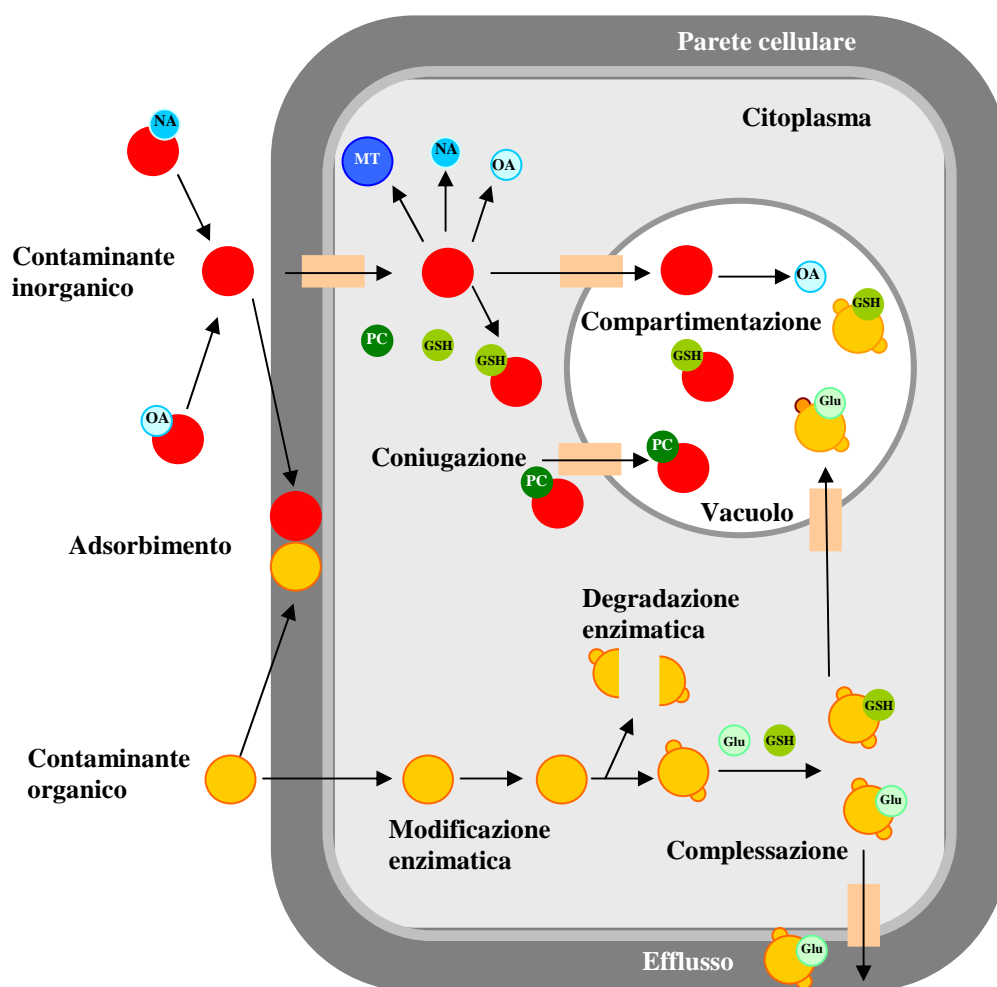 Parete cellulare
Citoplasma
NA
MT
NA
OA
Contaminante
inorganico
OA
GSH
Compartimentazione
PC
GSH
GSH
GSH
Glu
OA
Coniugazione
PC
PC
Vacuolo
Adsorbimento
Degradazione
enzimatica
GSH
Contaminante
organico
Glu
GSH
Glu
Modificazione
enzimatica
Complessazione
Efflusso
Glu